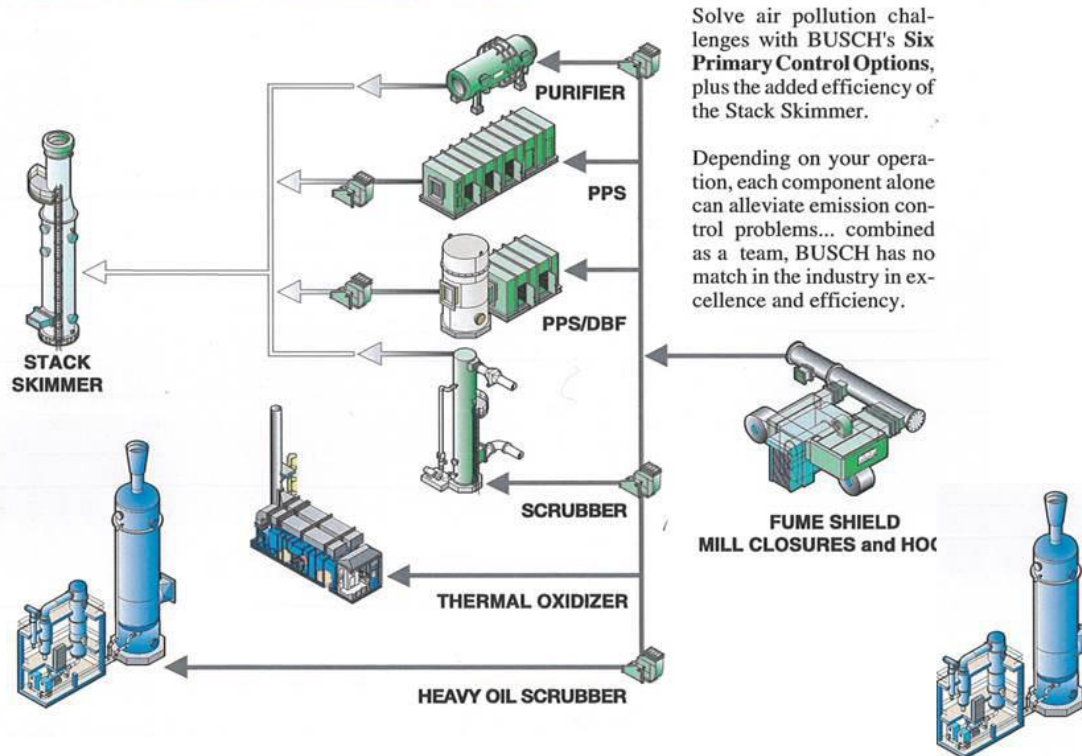 Solve air pollution chal-
lenges with BUSCH's Six
Primary Control Options,
plus the added efficiency of
the Stack Skimmer.
Depending on your opera-
tion, each component alone
can alleviate emission con-
trol problems... combined
as a team, BUSCH has no
match in the industry in ex-
cellence and efficiency.
PURIFIER
PPS
PPS/DBF
STACK
SKIMMER
SCRUBBER
FUME SHIELD
MILL CLOSURES and HOO
THERMAL OXIDIZER
HEAVY OIL SCRUBBER